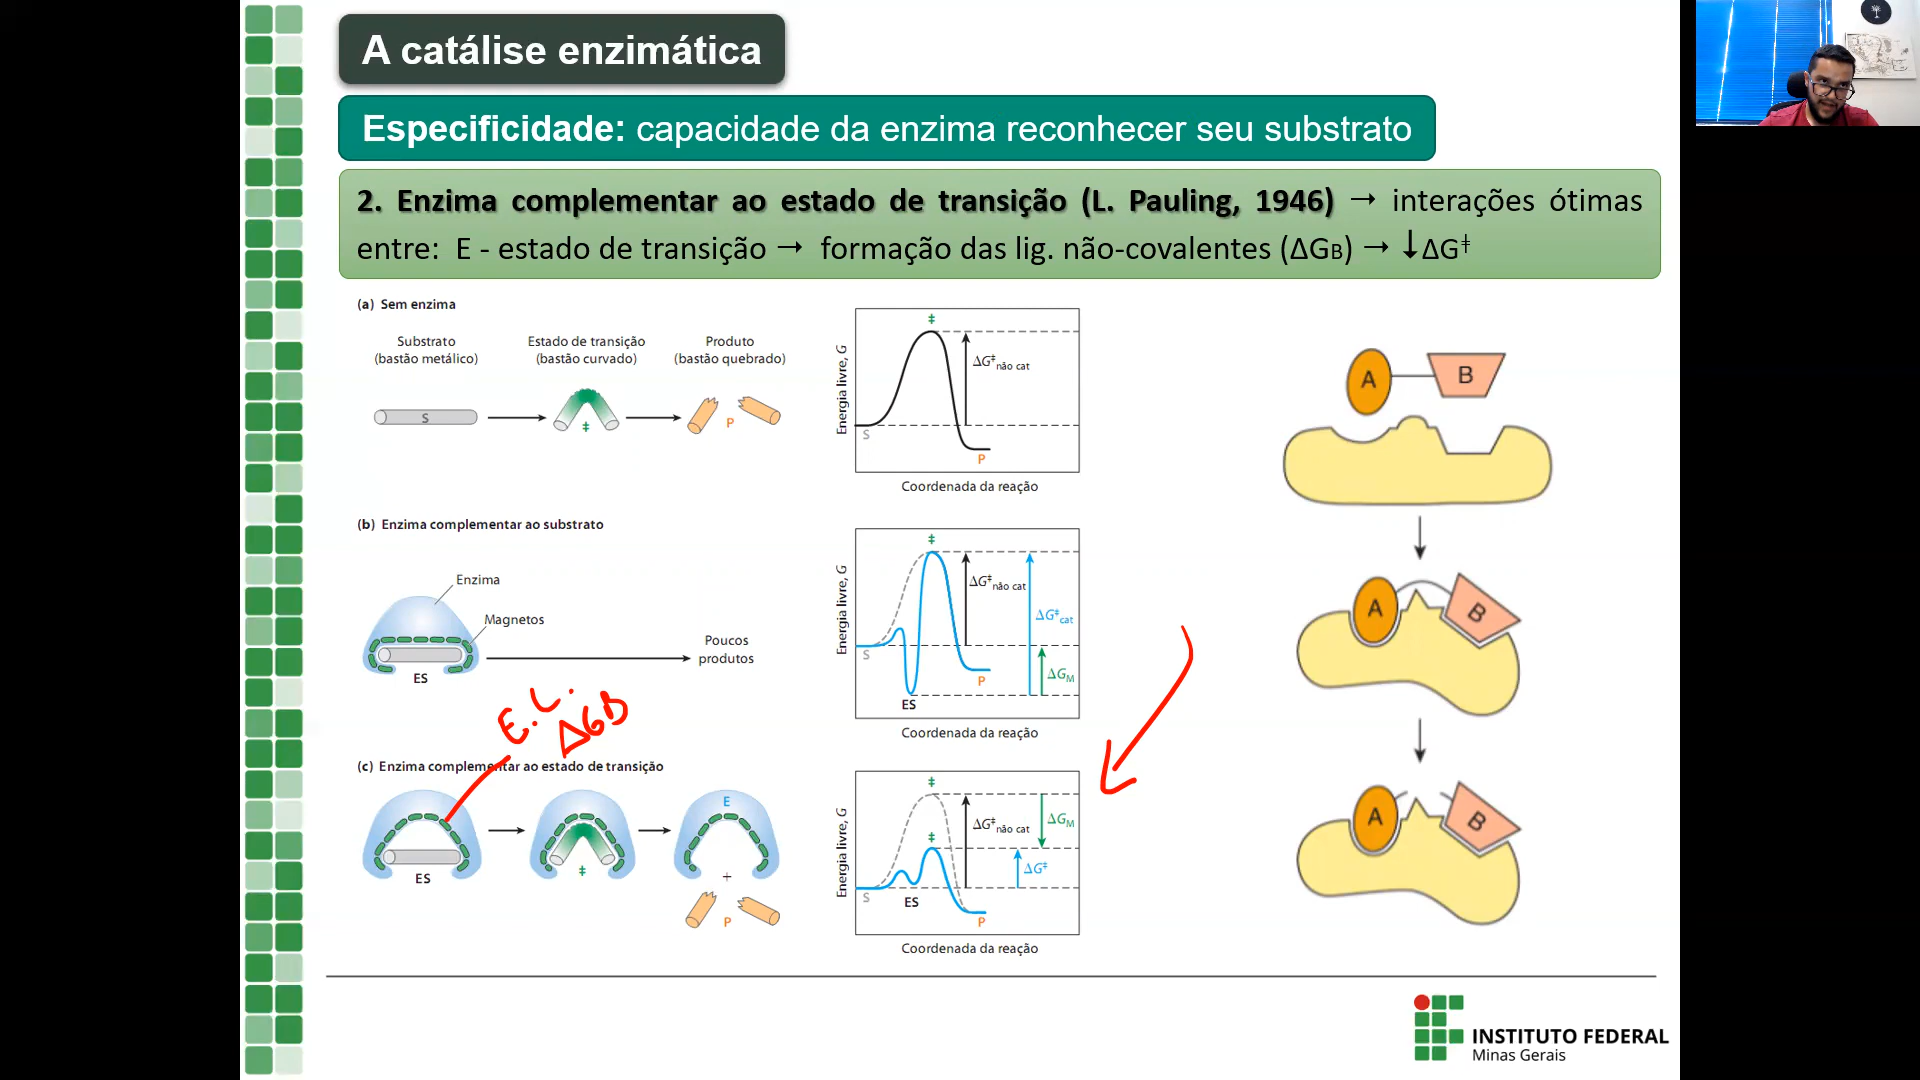 A catálise enzimática
Especificidade: capacidade da enzima reconhecer seu substrato
2. Enzima complementar ao estado de transição (L. Pauling, 1946) → interações ótimas
entre: E - estado de transição → formação das lig. não-covalentes (ΔGB) → ↓ΔG‡
(a) Sem enzima
Substrato
(bastão metálico)
Estado de transição
(bastão curvado)
Produto
(bastão quebrado)
S
‡
P
Energia livre, G
‡
ΔG‡não cat
S
P
Coordenada da reação
(b) Enzima complementar ao substrato
Enzima
Magnetos
ES
Poucos
produtos
Energia livre, G
‡
ΔG‡não cat
ΔG‡cat
ΔGM
S
P
ES
Coordenada da reação
E.L.
ΔGB
(c) Enzima complementar ao estado de transição
ES
‡
E
+
P
Energia livre, G
‡
‡
ΔG‡não cat
ΔGM
ΔG‡
S
ES
P
Coordenada da reação
A
B
A
B
A
B
INSTITUTO FEDERAL
Minas Gerais